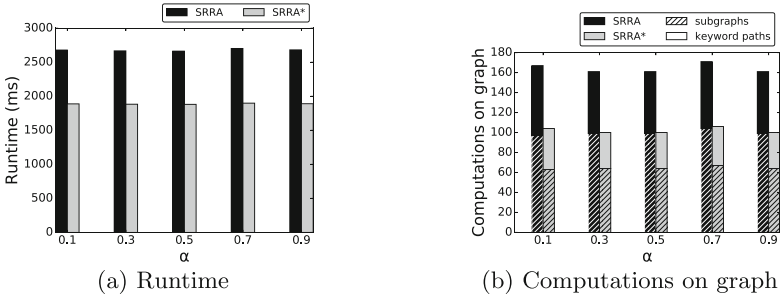 SRRA SRRA*
3000
2500
2000
1500
1000
500
0
Runtime (ms)
0.1 0.3 0.5 0.7 0.9
α
(a) Runtime
SRRA subgraphs
SRRA* keyword paths
180
160
140
120
100
80
60
40
20
0
Computations on graph
0.1 0.3 0.5 0.7 0.9
α
(b) Computations on graph